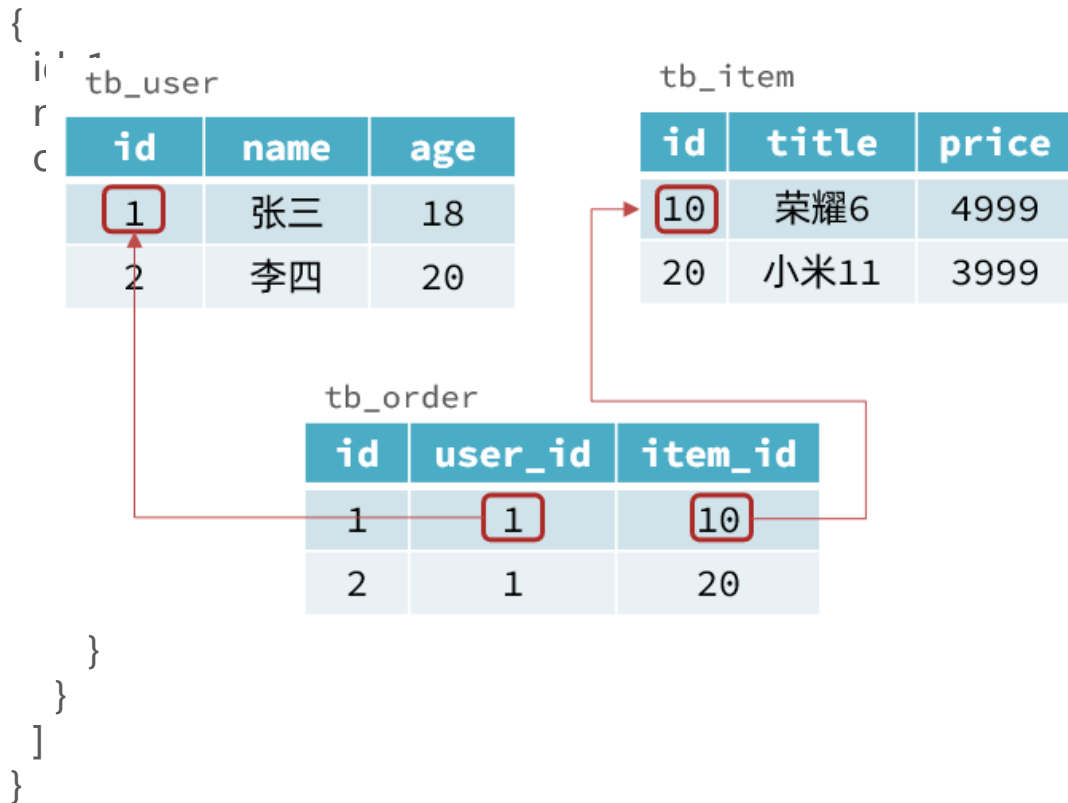 {
tb_user
id name age
1 张三 18
2 李四 20
tb_item
id title price
10 荣耀6 4999
20 小米11 3999
tb_order
id user_id item_id
1 1 10
2 1 20
}
}
]
}